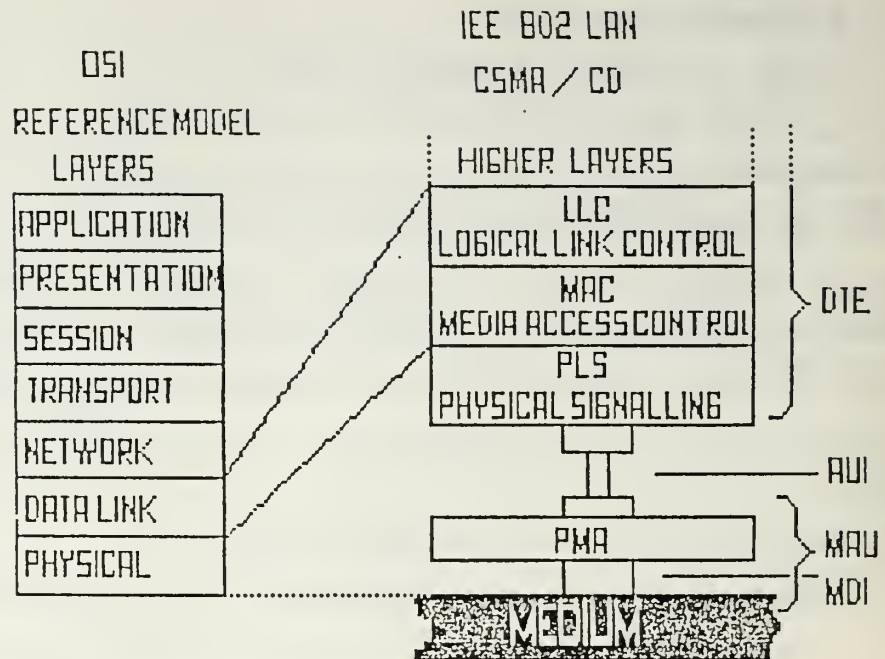 OSI
REFERENCE MODEL
LAYERS
APPLICATION
PRESENTATION
SESSION
TRANSPORT
NETWORK
DATA LINK
PHYSICAL
IEE 802 LAN
CSMA / CD
HIGHER LAYERS
LLC
LOGICAL LINK CONTROL
MAC
MEDIA ACCESS CONTROL
PLS
PHYSICAL SIGNALLING
PMA
MEDIUM
DTE
AUI
MAU
MDI